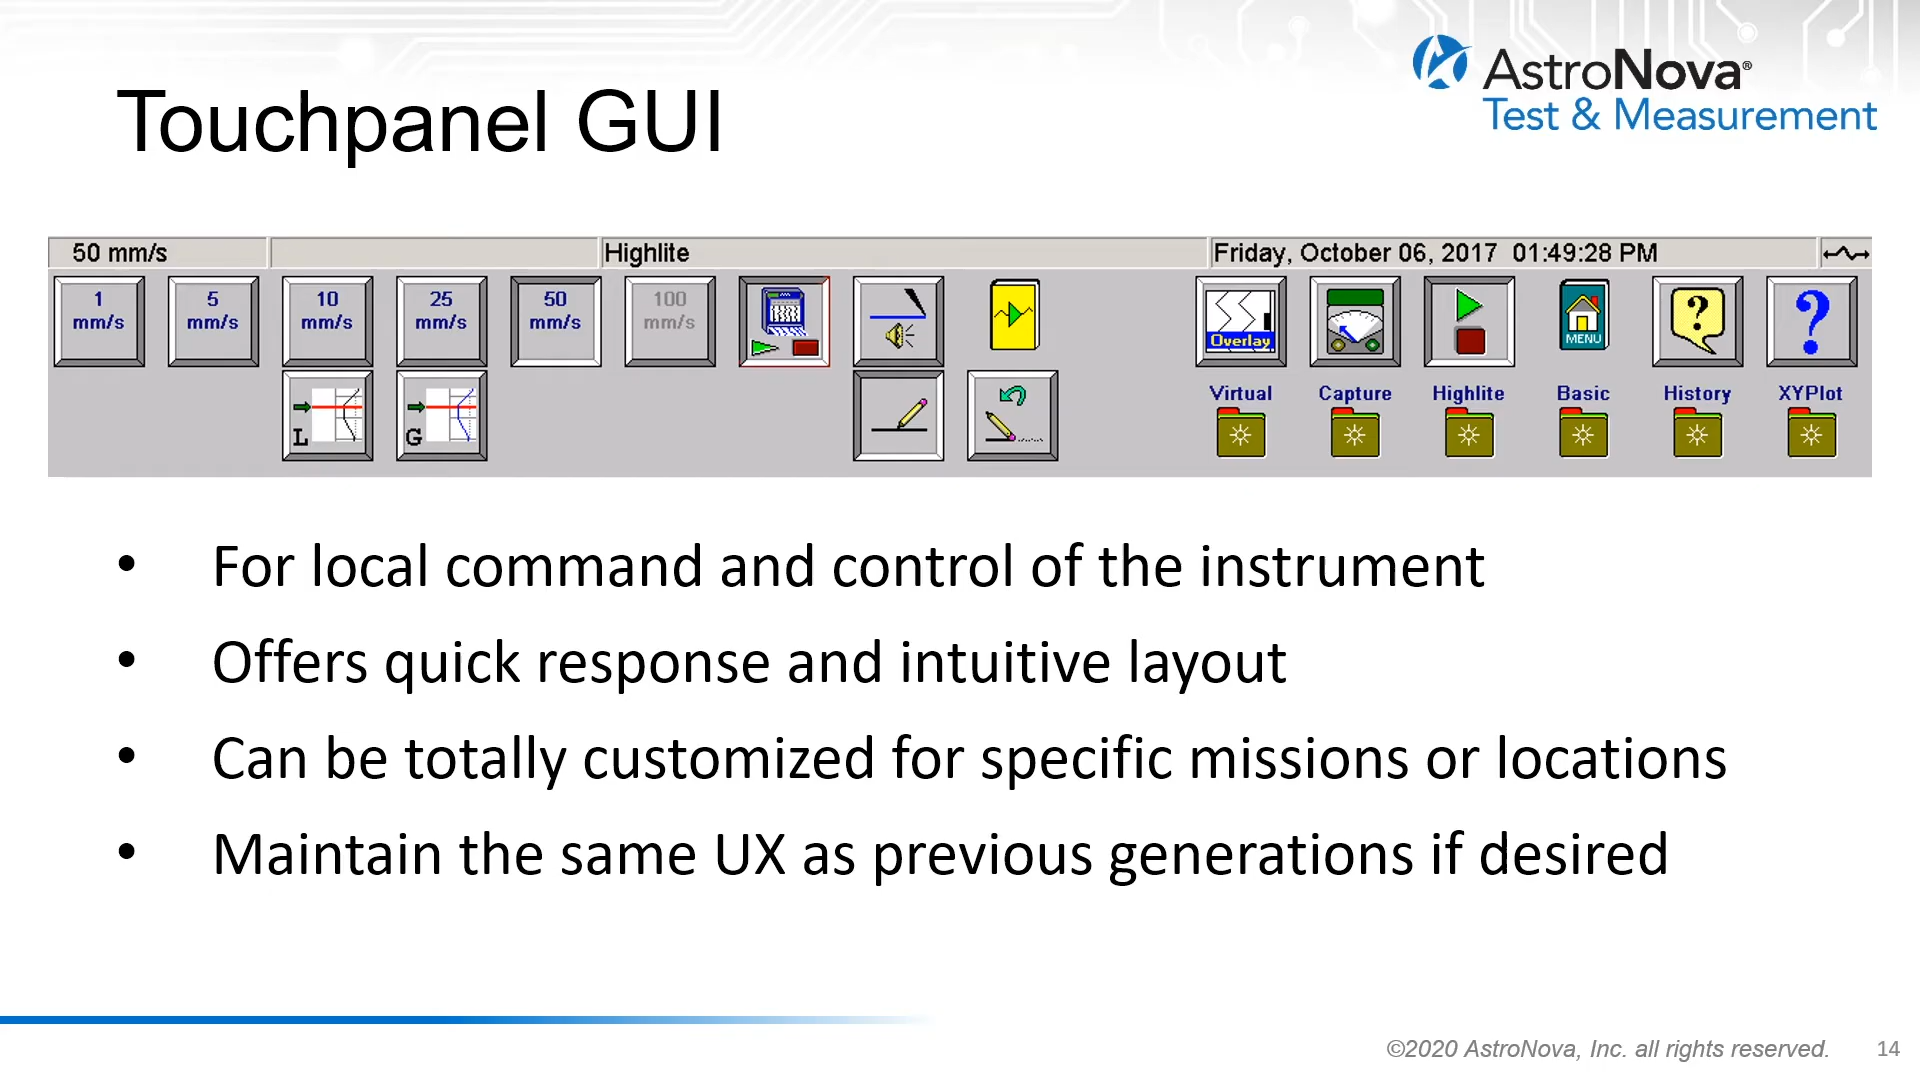 AstroNova®
Test & Measurement
Touchpanel GUI
50 mm/s Highlite Friday, October 06, 2017 01:49:28 PM
1 mm/s
5 mm/s
10 mm/s
25 mm/s
50 mm/s
100 mm/s
Overlay
MENU
?
?
L
G
Virtual
Capture
Highlite
Basic
History
XYPlot
• For local command and control of the instrument
• Offers quick response and intuitive layout
• Can be totally customized for specific missions or locations
• Maintain the same UX as previous generations if desired
©2020 AstroNova, Inc. all rights reserved.
14